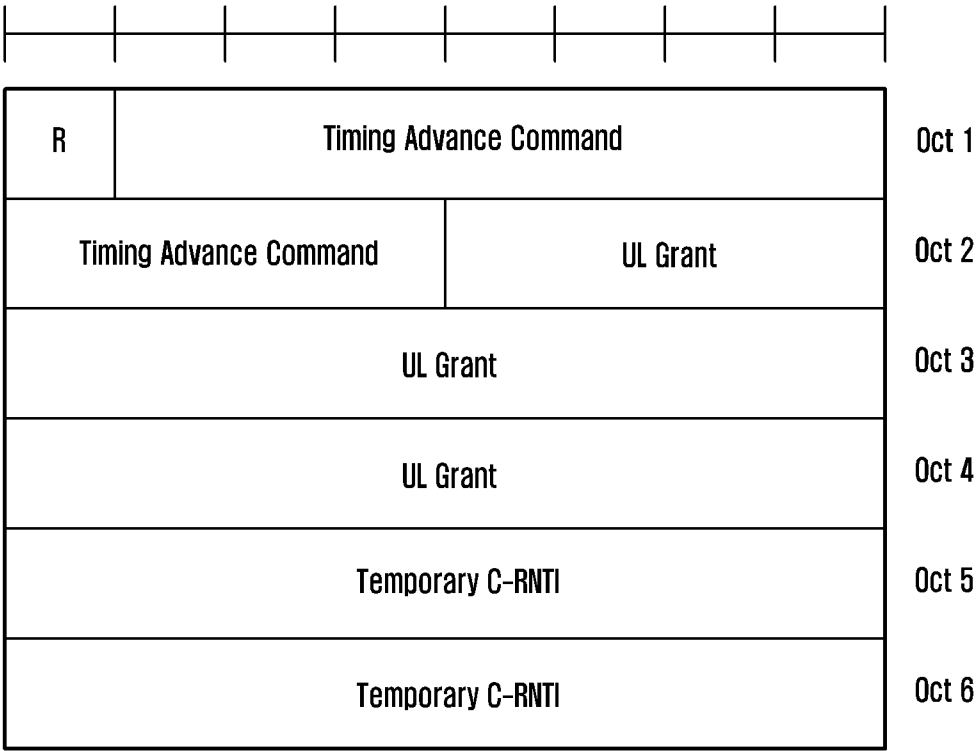 R Timing Advance Command Oct 1
Timing Advance Command UL Grant Oct 2
UL Grant Oct 3
UL Grant Oct 4
Temporary C-RNTI Oct 5
Temporary C-RNTI Oct 6